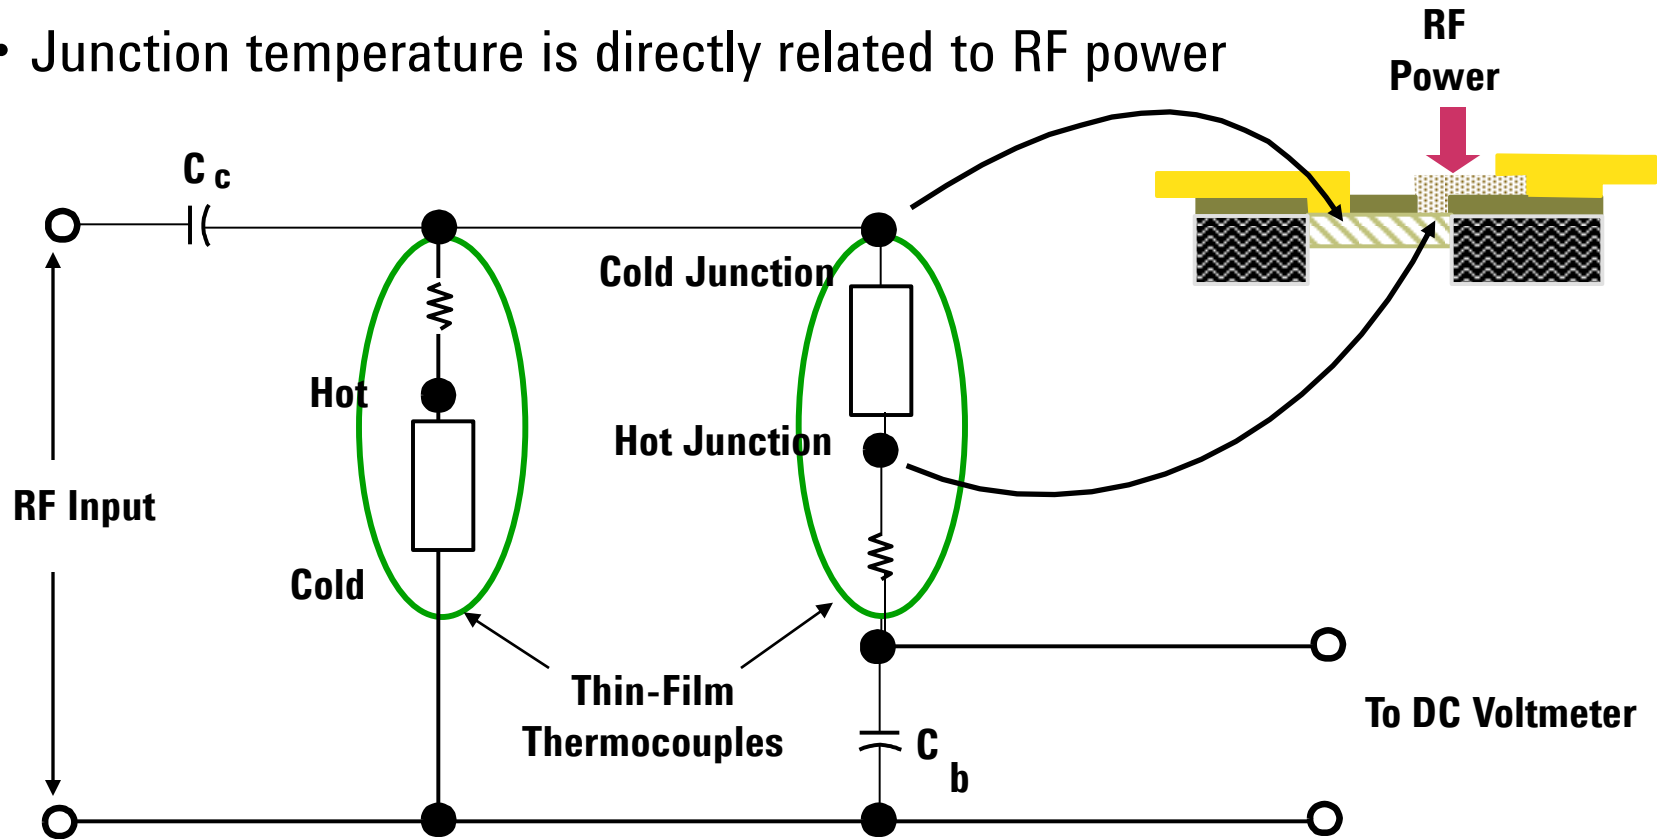 • Junction temperature is directly related to RF power
RF
Power
C c
Cold Junction
Hot
Hot Junction
RF Input
Cold
Thin-Film
Thermocouples
To DC Voltmeter
C b